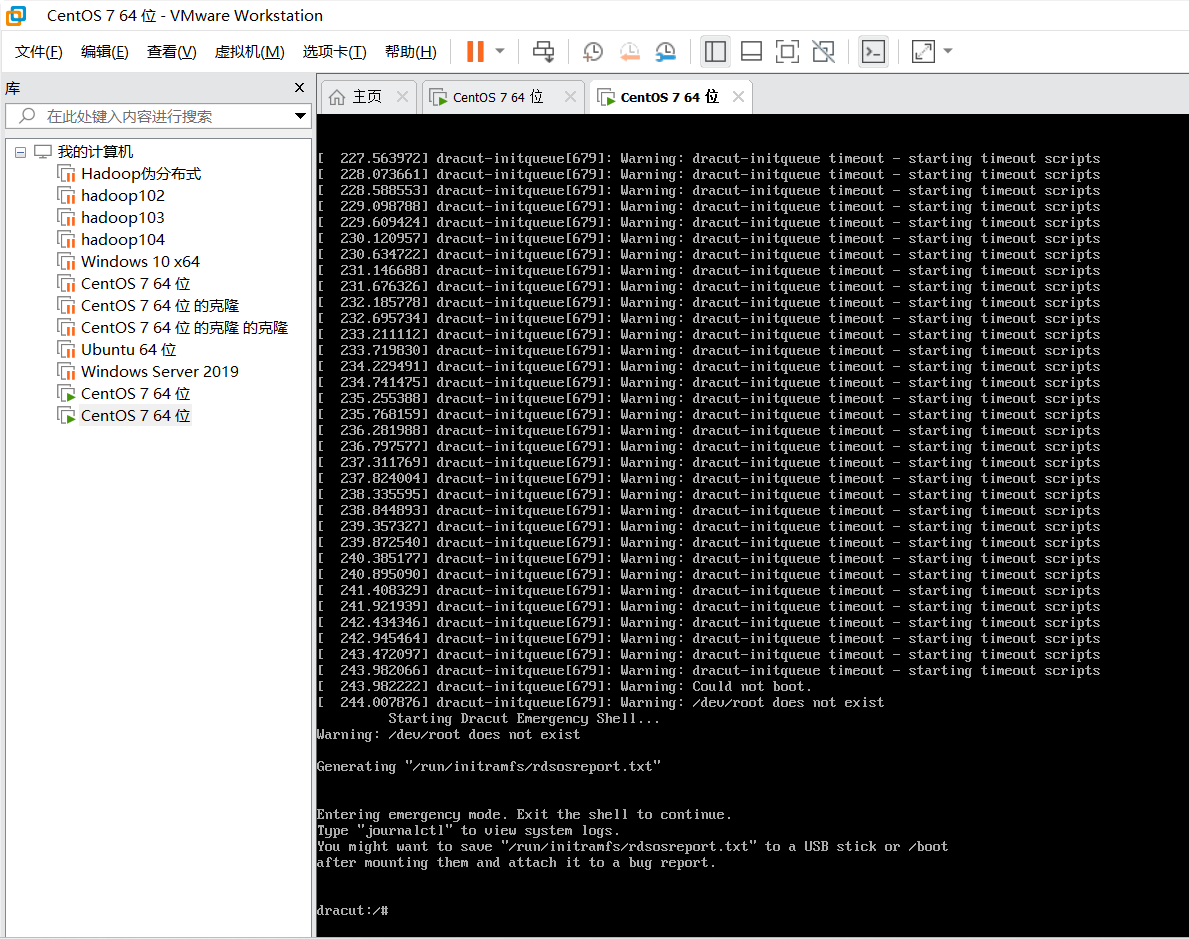 CentOS 7 64 位 - VMware Workstation
文件(F) 编辑(E) 查看(V) 虚拟机(M) 选项卡(T) 帮助(H)
库
在此处键入内容进行搜索
我的计算机
Hadoop伪分布式
hadoop102
hadoop103
hadoop104
Windows 10 x64
CentOS 7 64 位
CentOS 7 64 位 的克隆
CentOS 7 64 位 的克隆 的克隆
Ubuntu 64 位
Windows Server 2019
CentOS 7 64 位
CentOS 7 64 位
主页 CentOS 7 64 位 CentOS 7 64 位
[  227.563972] dracut-initqueue[679]: Warning: dracut-initqueue timeout - starting timeout scripts
[  228.073661] dracut-initqueue[679]: Warning: dracut-initqueue timeout - starting timeout scripts
[  228.588553] dracut-initqueue[679]: Warning: dracut-initqueue timeout - starting timeout scripts
[  229.098788] dracut-initqueue[679]: Warning: dracut-initqueue timeout - starting timeout scripts
[  229.609424] dracut-initqueue[679]: Warning: dracut-initqueue timeout - starting timeout scripts
[  230.120957] dracut-initqueue[679]: Warning: dracut-initqueue timeout - starting timeout scripts
[  230.634722] dracut-initqueue[679]: Warning: dracut-initqueue timeout - starting timeout scripts
[  231.146688] dracut-initqueue[679]: Warning: dracut-initqueue timeout - starting timeout scripts
[  231.676326] dracut-initqueue[679]: Warning: dracut-initqueue timeout - starting timeout scripts
[  232.185778] dracut-initqueue[679]: Warning: dracut-initqueue timeout - starting timeout scripts
[  232.695734] dracut-initqueue[679]: Warning: dracut-initqueue timeout - starting timeout scripts
[  233.211112] dracut-initqueue[679]: Warning: dracut-initqueue timeout - starting timeout scripts
[  233.719830] dracut-initqueue[679]: Warning: dracut-initqueue timeout - starting timeout scripts
[  234.229491] dracut-initqueue[679]: Warning: dracut-initqueue timeout - starting timeout scripts
[  234.741475] dracut-initqueue[679]: Warning: dracut-initqueue timeout - starting timeout scripts
[  235.255388] dracut-initqueue[679]: Warning: dracut-initqueue timeout - starting timeout scripts
[  235.768159] dracut-initqueue[679]: Warning: dracut-initqueue timeout - starting timeout scripts
[  236.281988] dracut-initqueue[679]: Warning: dracut-initqueue timeout - starting timeout scripts
[  236.797577] dracut-initqueue[679]: Warning: dracut-initqueue timeout - starting timeout scripts
[  237.311769] dracut-initqueue[679]: Warning: dracut-initqueue timeout - starting timeout scripts
[  237.824004] dracut-initqueue[679]: Warning: dracut-initqueue timeout - starting timeout scripts
[  238.335595] dracut-initqueue[679]: Warning: dracut-initqueue timeout - starting timeout scripts
[  238.844893] dracut-initqueue[679]: Warning: dracut-initqueue timeout - starting timeout scripts
[  239.357327] dracut-initqueue[679]: Warning: dracut-initqueue timeout - starting timeout scripts
[  239.872540] dracut-initqueue[679]: Warning: dracut-initqueue timeout - starting timeout scripts
[  240.385177] dracut-initqueue[679]: Warning: dracut-initqueue timeout - starting timeout scripts
[  240.895090] dracut-initqueue[679]: Warning: dracut-initqueue timeout - starting timeout scripts
[  241.408329] dracut-initqueue[679]: Warning: dracut-initqueue timeout - starting timeout scripts
[  241.921939] dracut-initqueue[679]: Warning: dracut-initqueue timeout - starting timeout scripts
[  242.434346] dracut-initqueue[679]: Warning: dracut-initqueue timeout - starting timeout scripts
[  242.945464] dracut-initqueue[679]: Warning: dracut-initqueue timeout - starting timeout scripts
[  243.472097] dracut-initqueue[679]: Warning: dracut-initqueue timeout - starting timeout scripts
[  243.982066] dracut-initqueue[679]: Warning: dracut-initqueue timeout - starting timeout scripts
[  243.982222] dracut-initqueue[679]: Warning: Could not boot.
[  244.007876] dracut-initqueue[679]: Warning: /dev/root does not exist
Starting Dracut Emergency Shell...
Warning: /dev/root does not exist
Generating "/run/initramfs/rdsosreport.txt"
Entering emergency mode. Exit the shell to continue.
Type "journalctl" to view system logs.
You might want to save "/run/initramfs/rdsosreport.txt" to a USB stick or /boot
after mounting them and attach it to a bug report.
dracut:/#